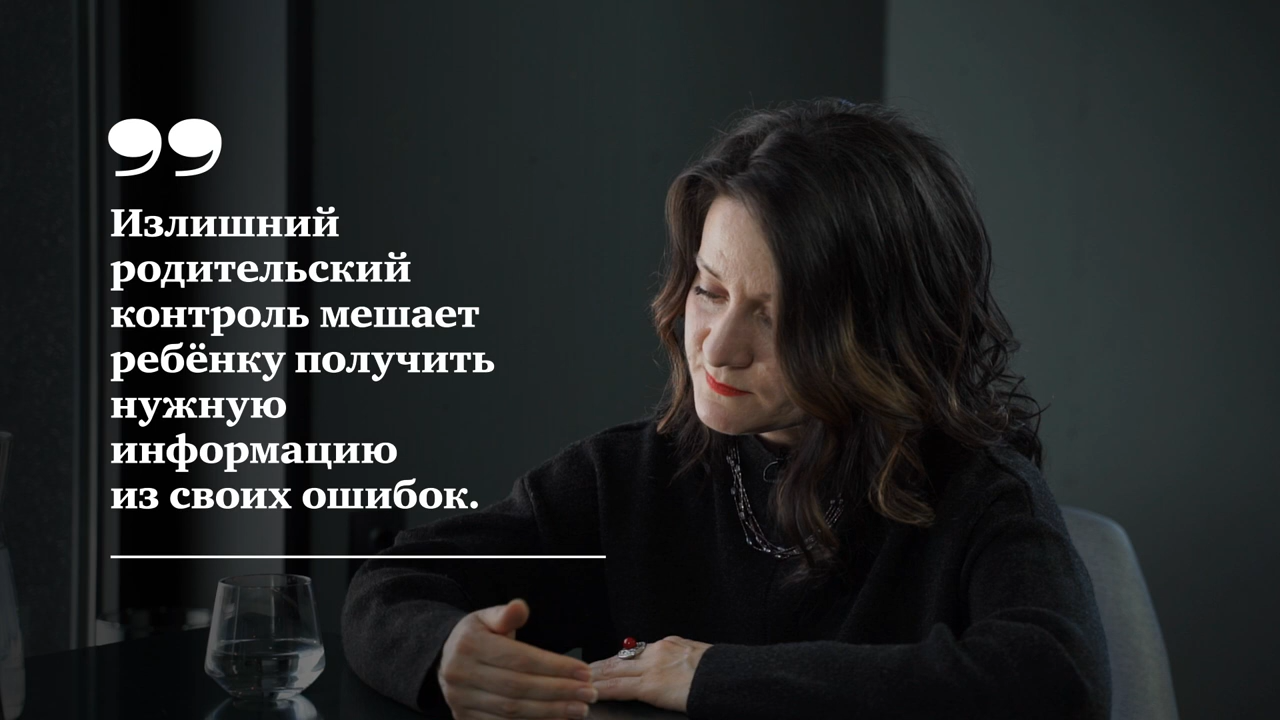 ”
Излишний
родительский
контроль мешает
ребёнку получить
нужную
информацию
из своих ошибок.